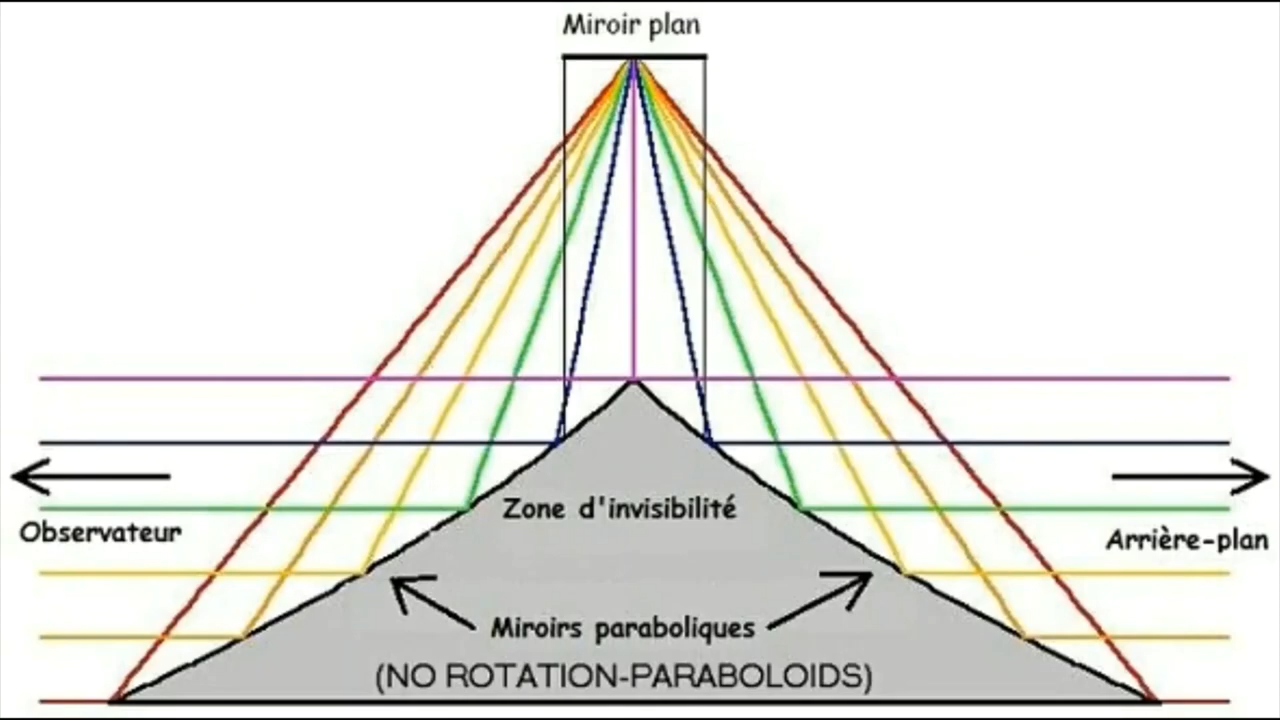 Miroir plan
Zone d'invisibilité
Observateur
Arrière-plan
Miroirs paraboliques
(NO ROTATION-PARABOLOIDS)